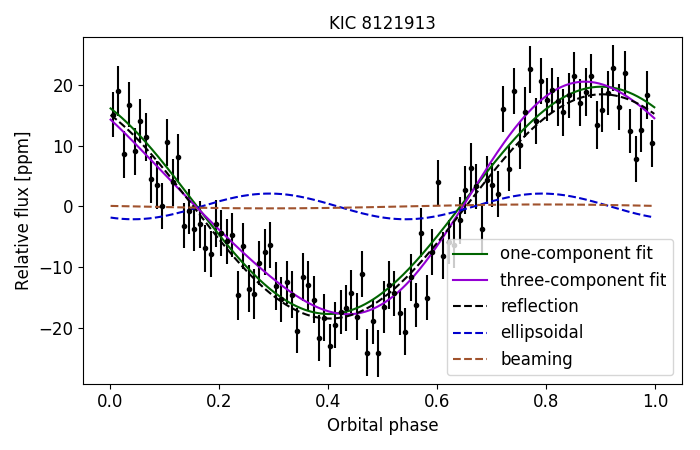 KIC 8121913
Relative flux [ppm]
20
10
0
−10
−20
one-component fit
three-component fit
reflection
ellipsoidal
beaming
0.0 0.2 0.4 0.6 0.8 1.0
Orbital phase